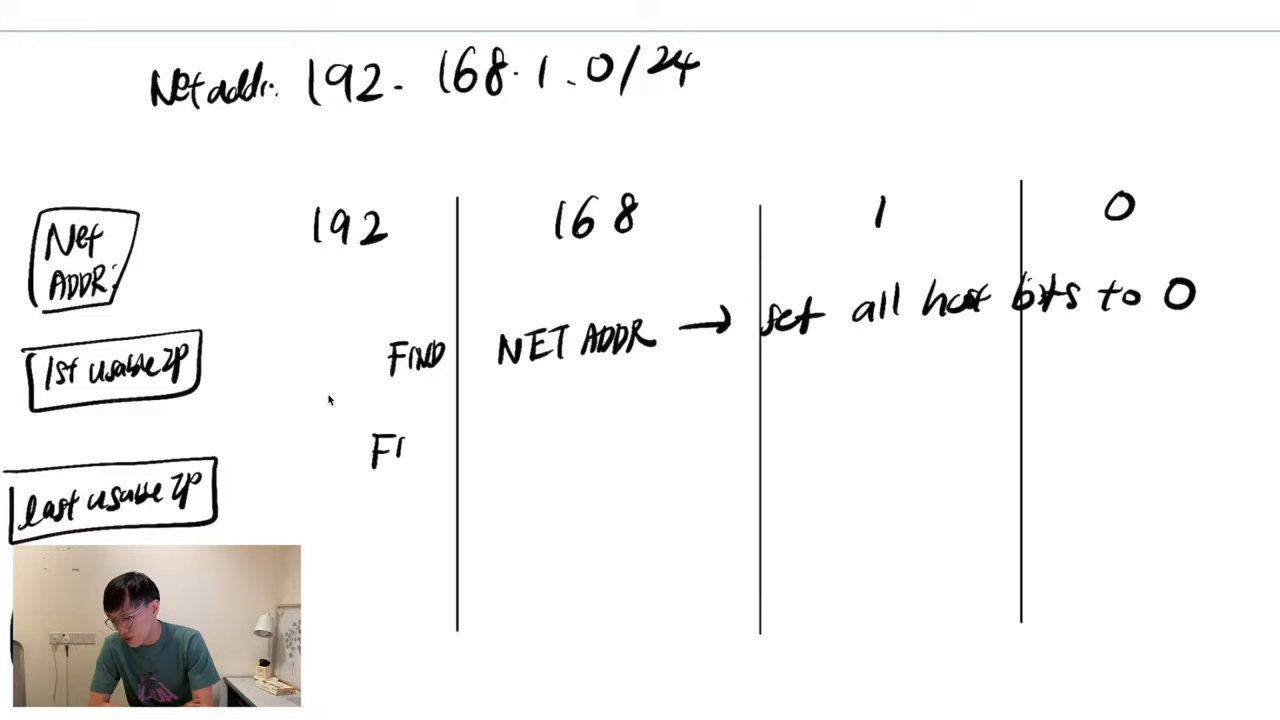 Net addr: 192. 168. 1. 0/24
192 168 1 0
Net
ADDR:
FIND NET ADDR → set all host bits to 0
1st usable IP
FI
last usable IP